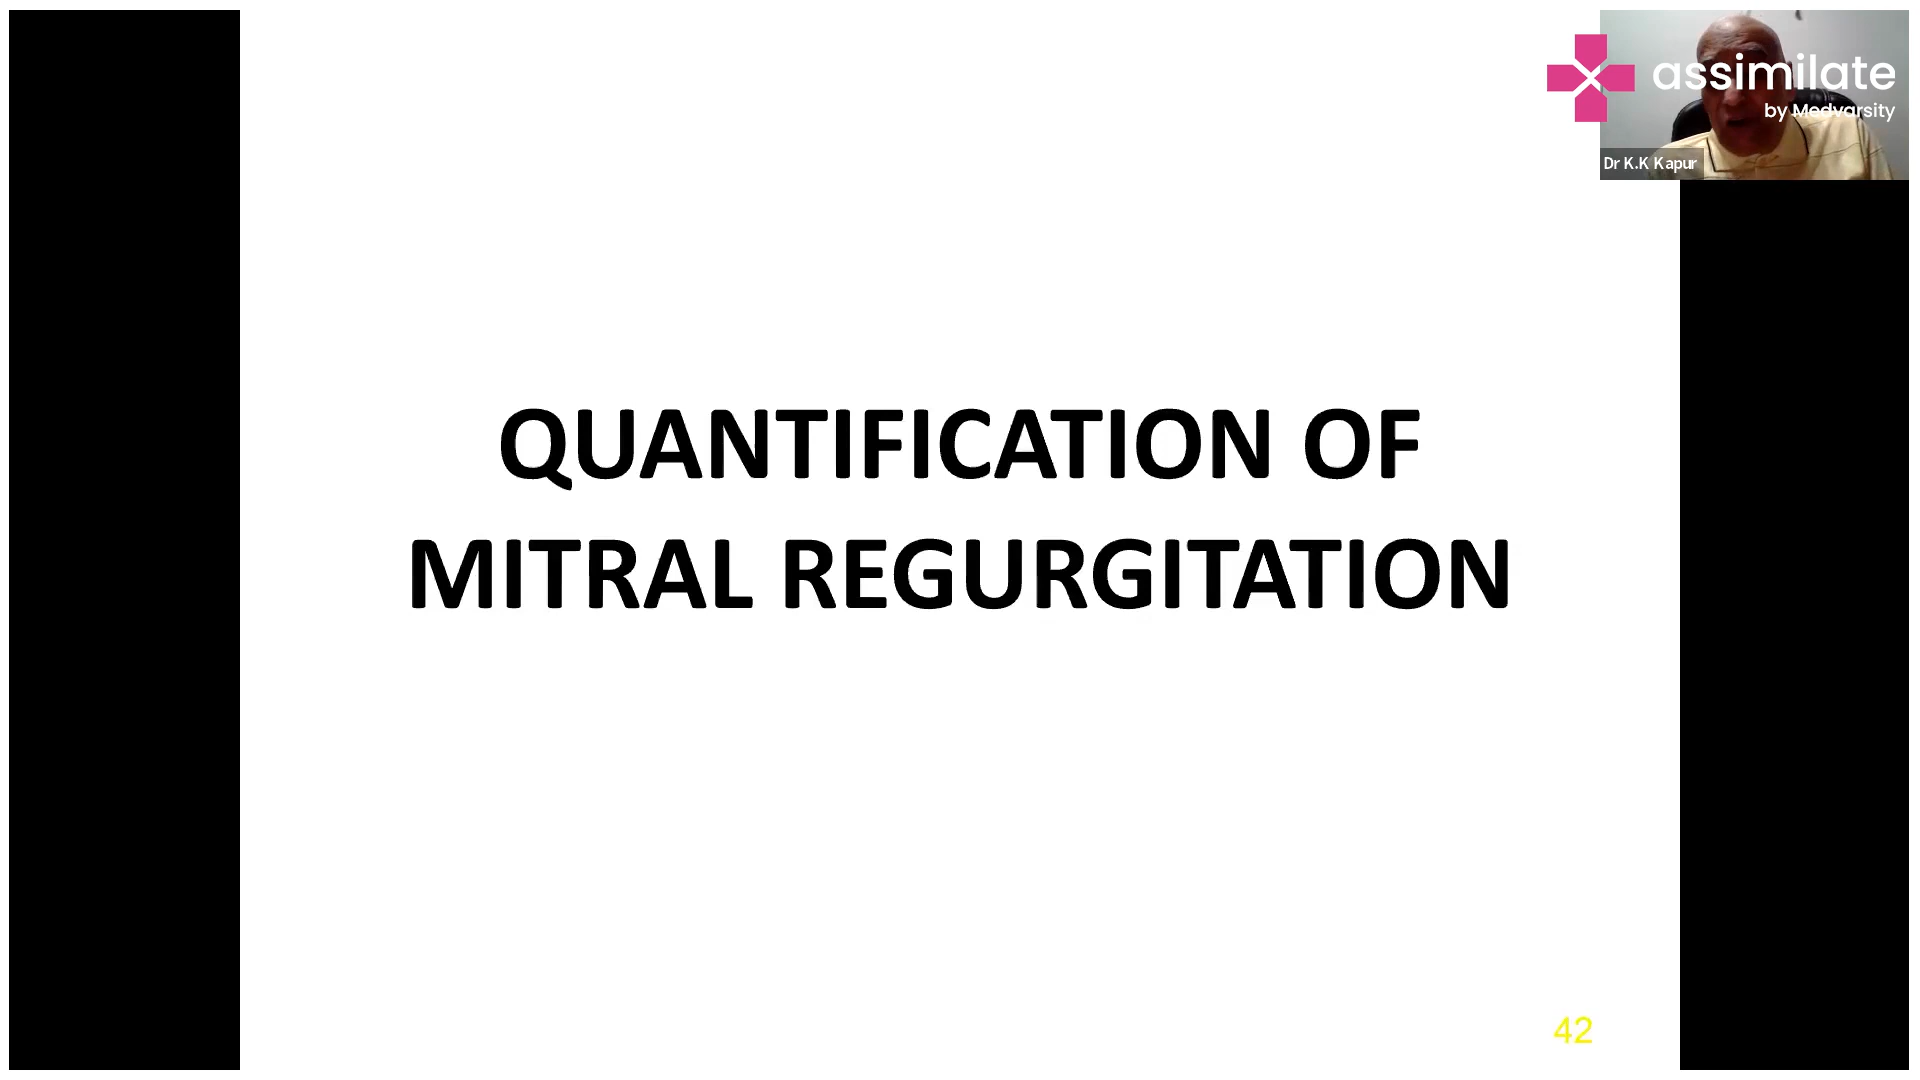 assimilate
by Medvarsity
Dr K.K Kapur
QUANTIFICATION OF
MITRAL REGURGITATION
42